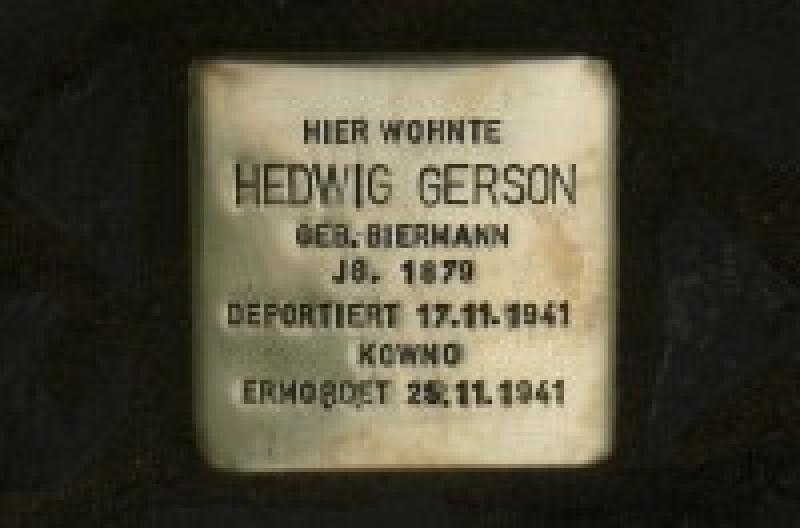 HIER WOHNTE
HEDWIG GERSON
GEB. BIERMANN
JG. 1879
DEPORTIERT 17.11.1941
KOWNO
ERMORDET 25.11.1941